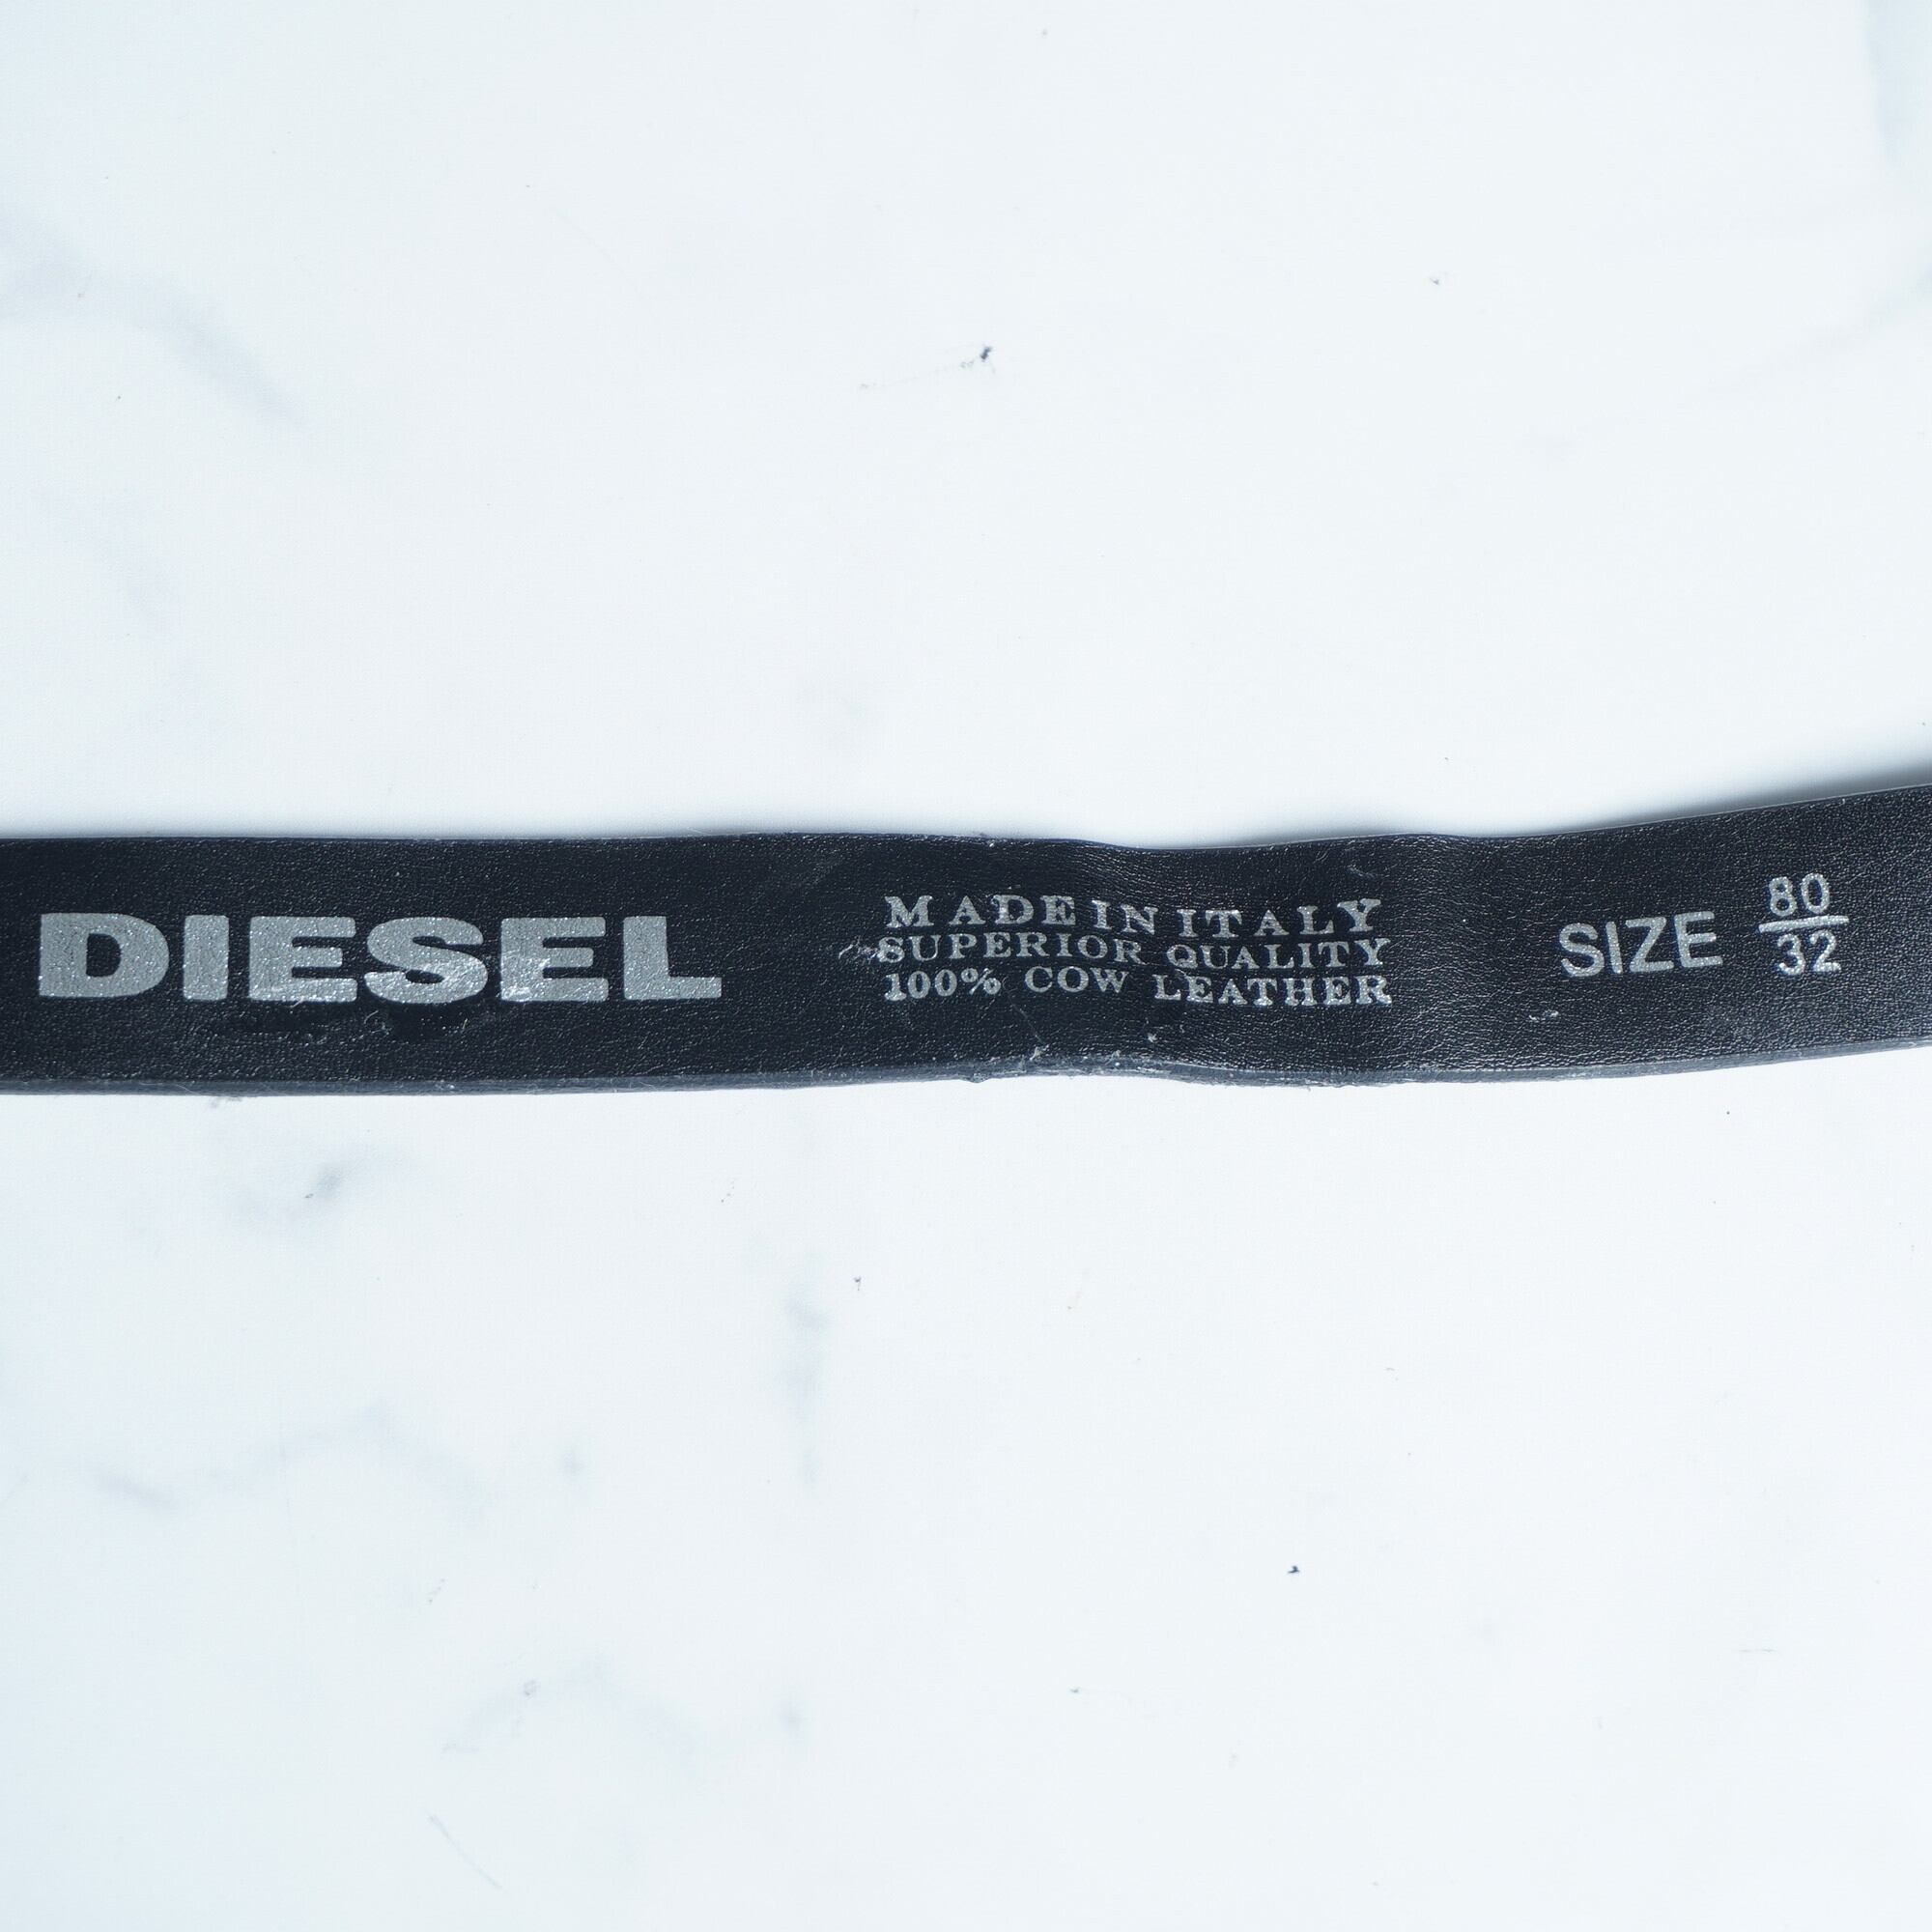 DIESEL
MADE IN ITALY
SUPERIOR QUALITY
100% COW LEATHER
SIZE 80
32